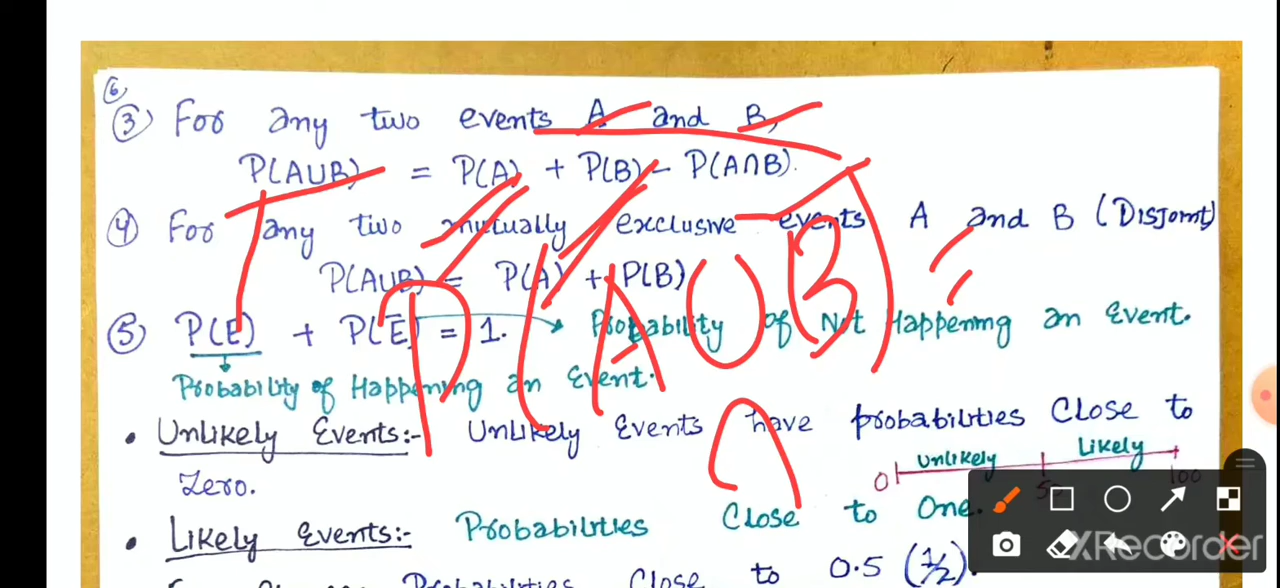 6
③ For any two events A and B,
P(A∪B) = P(A) + P(B) - P(A∩B).
④ For any two mutually exclusive events A and B (Disjoint)
P(A∪B) = P(A) + P(B)
⑤ P(E) + P(E̅) = 1. → Probability of Not Happening an Event.
Probability of Happening an Event.
P(A∪B) =
∩
• Unlikely Events:- Unlikely Events have probabilities Close to
Zero.
0 Unlikely 50 Likely 100
• Likely Events:- Probabilities Close to One.
Probabilities Close to 0.5 (1/2).
XRecorder